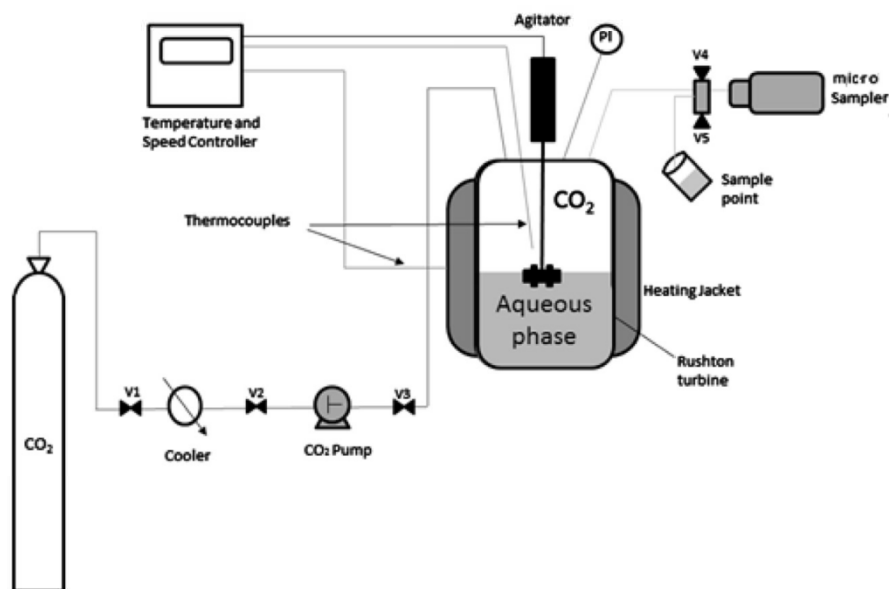 Agitator
PI
V4
micro
Sampler
V5
Temperature and
Speed Controller
Sample
point
CO2
Thermocouples
Heating Jacket
Aqueous
phase
Rushton
turbine
V1
V2
V3
CO2
Cooler
CO2 Pump